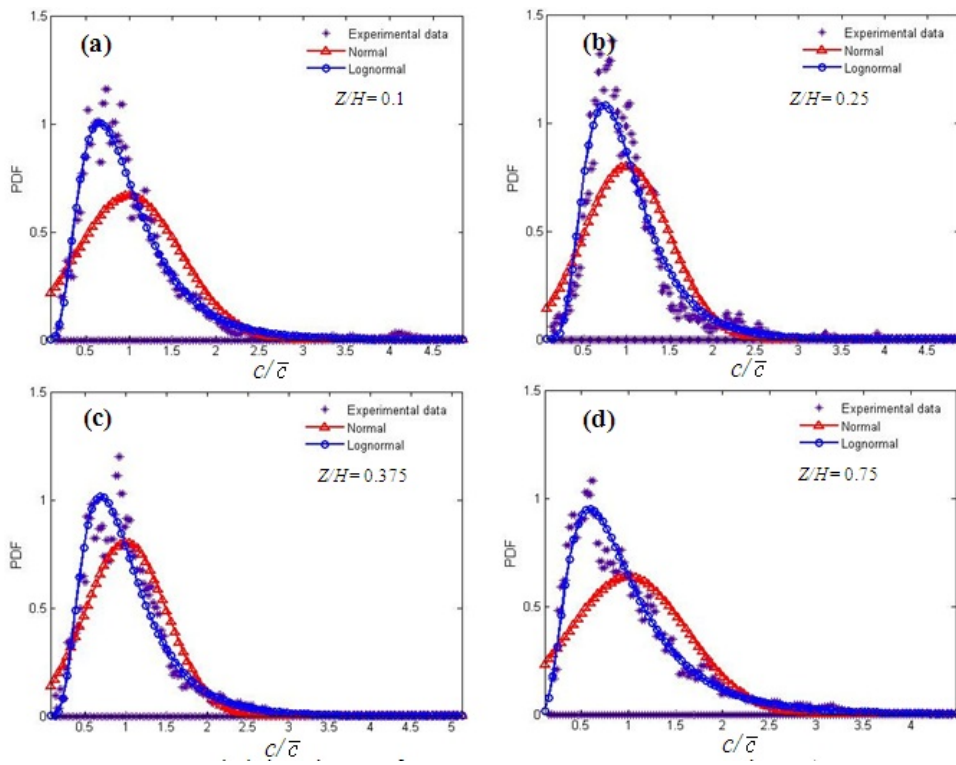 (a)
Experimental data
Normal
Lognormal
Z/H = 0.1
PDF
1.5
1
0.5
0
0.5 1 1.5 2 2.5 3 3.5 4 4.5
c/c̅
(b)
Experimental data
Normal
Lognormal
Z/H = 0.25
PDF
1.5
1
0.5
0
0.5 1 1.5 2 2.5 3 3.5 4 4.5
c/c̅
(c)
Experimental data
Normal
Lognormal
Z/H = 0.375
PDF
1.5
1
0.5
0
0.5 1 1.5 2 2.5 3 3.5 4 4.5 5
c/c̅
(d)
Experimental data
Normal
Lognormal
Z/H = 0.75
PDF
1.5
1
0.5
0
0.5 1 1.5 2 2.5 3 3.5 4
c/c̅